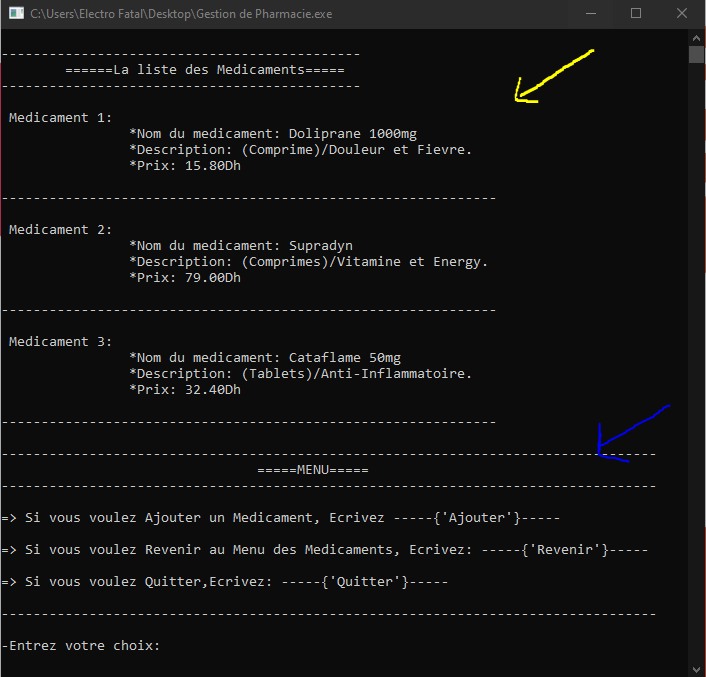 C:\Users\Electro Fatal\Desktop\Gestion de Pharmacie.exe
---------------------------------------------
======La liste des Medicaments=====
---------------------------------------------
Medicament 1:
*Nom du medicament: Doliprane 1000mg
*Description: (Comprime)/Douleur et Fievre.
*Prix: 15.80Dh
--------------------------------------------------------------
Medicament 2:
*Nom du medicament: Supradyn
*Description: (Comprimes)/Vitamine et Energy.
*Prix: 79.00Dh
--------------------------------------------------------------
Medicament 3:
*Nom du medicament: Cataflame 50mg
*Description: (Tablets)/Anti-Inflammatoire.
*Prix: 32.40Dh
--------------------------------------------------------------
----------------------------------------------------------------------------------
=====MENU=====
----------------------------------------------------------------------------------
=> Si vous voulez Ajouter un Medicament, Ecrivez -----{'Ajouter'}-----
=> Si vous voulez Revenir au Menu des Medicaments, Ecrivez: -----{'Revenir'}-----
=> Si vous voulez Quitter,Ecrivez: -----{'Quitter'}-----
----------------------------------------------------------------------------------
-Entrez votre choix: